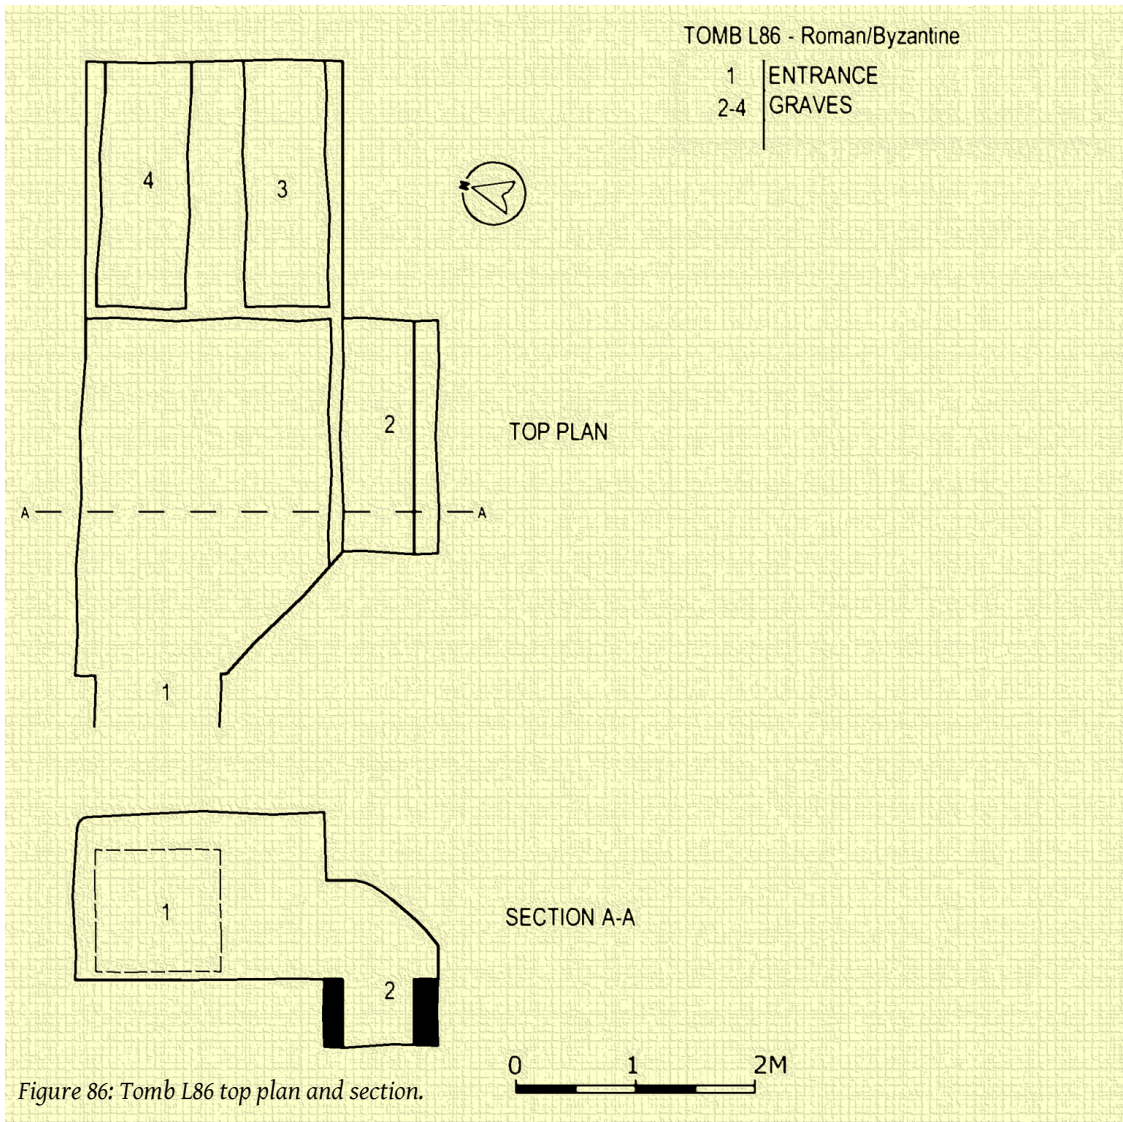 TOMB L86 - Roman/Byzantine
1 ENTRANCE
2-4 GRAVES
4
3
N
2
TOP PLAN
A A
1
1
SECTION A-A
2
0 1 2M
Figure 86: Tomb L86 top plan and section.